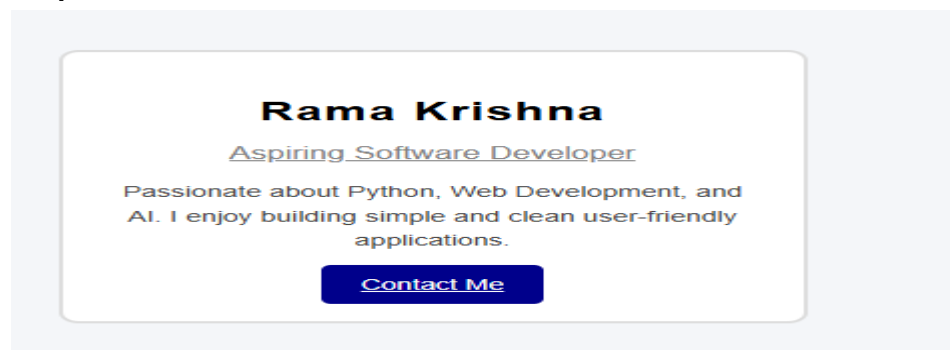 Rama Krishna
Aspiring Software Developer
Passionate about Python, Web Development, and
AI. I enjoy building simple and clean user-friendly
applications.
Contact Me